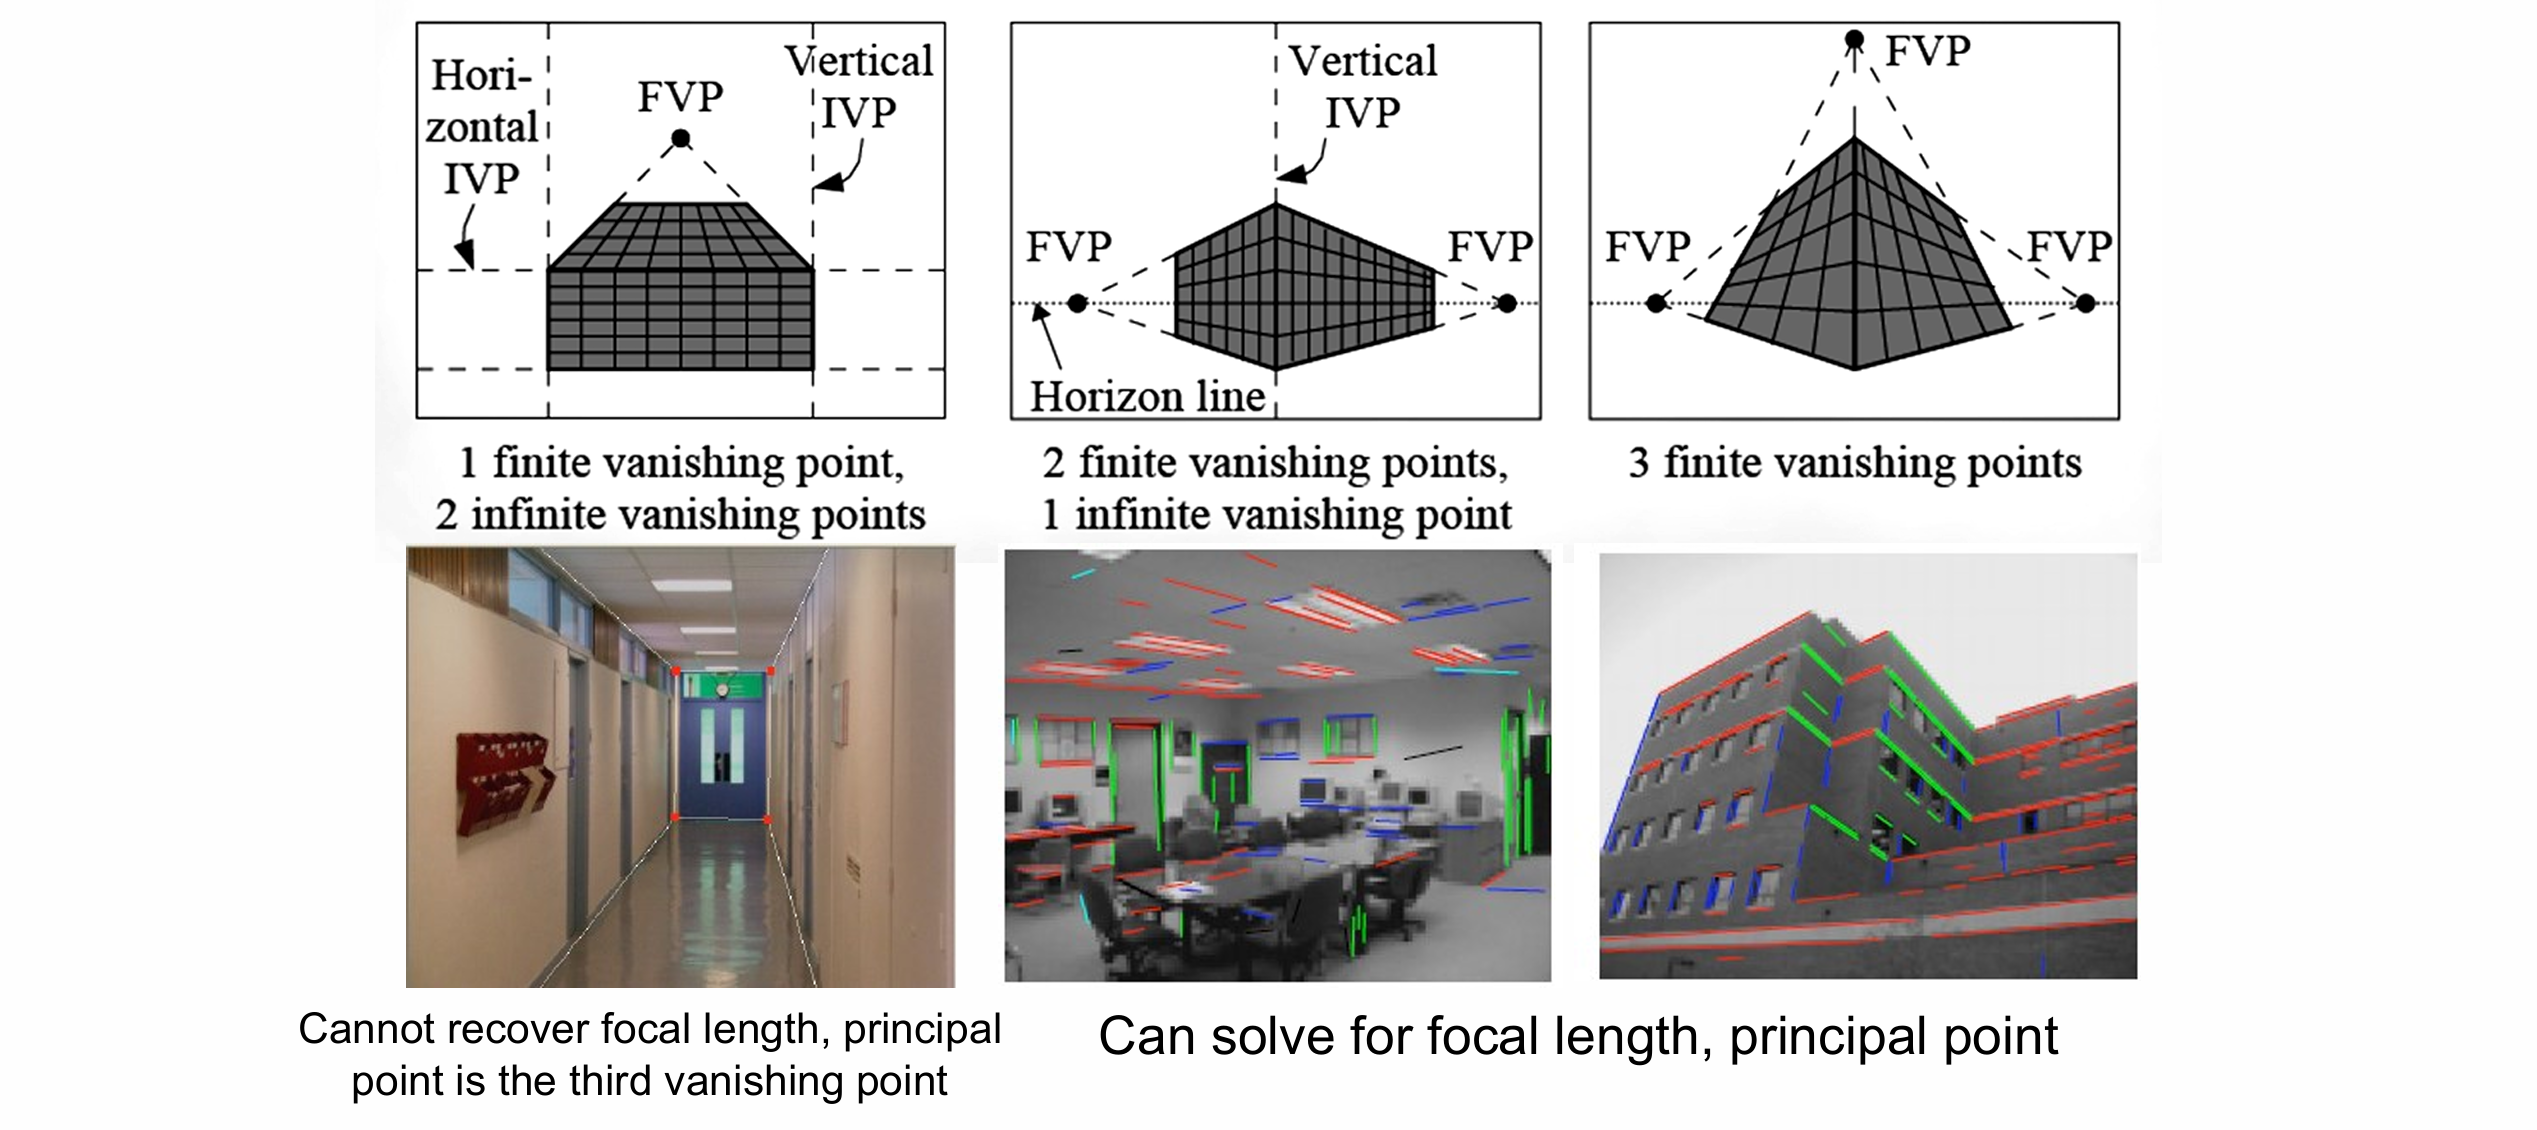 Hori-
zontal
IVP
FVP
Vertical
IVP
Vertical
IVP
FVP
FVP
Horizon line
FVP
FVP
FVP
1 finite vanishing point,
2 infinite vanishing points
2 finite vanishing points,
1 infinite vanishing point
3 finite vanishing points
Cannot recover focal length, principal
point is the third vanishing point
Can solve for focal length, principal point